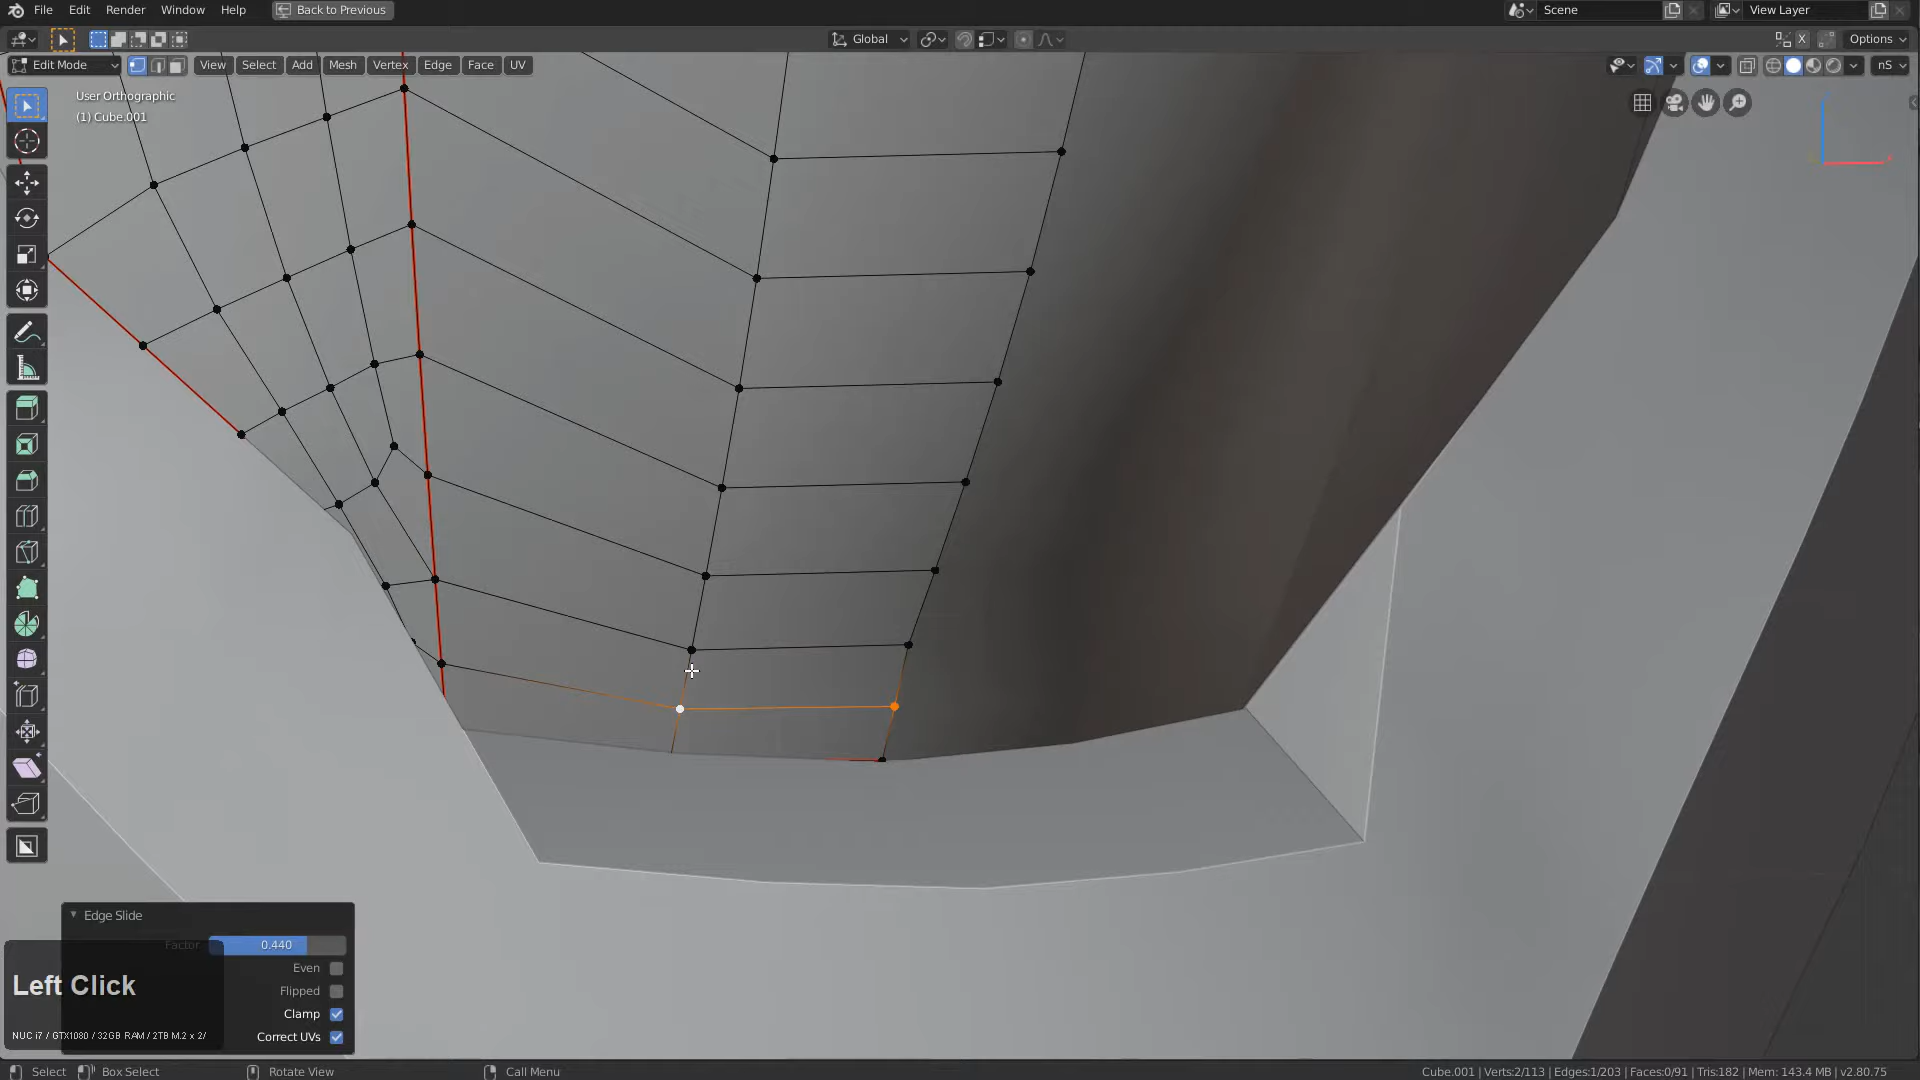 File Edit Render Window Help Back to Previous Scene View Layer
Global X Options
Edit Mode View Select Add Mesh Vertex Edge Face UV nS
User Orthographic
(1) Cube.001
Edge Slide
Factor 0.440
Even
Left Click
Flipped
Clamp
NUC i7 / GTX1080 / 32GB RAM / 2TB M.2 x 2/
Correct UVs
Select Box Select Rotate View Call Menu Cube.001 | Verts:2/113 | Edges:1/203 | Faces:0/91 | Tris:182 | Mem: 143.4 MB | v2.80.75